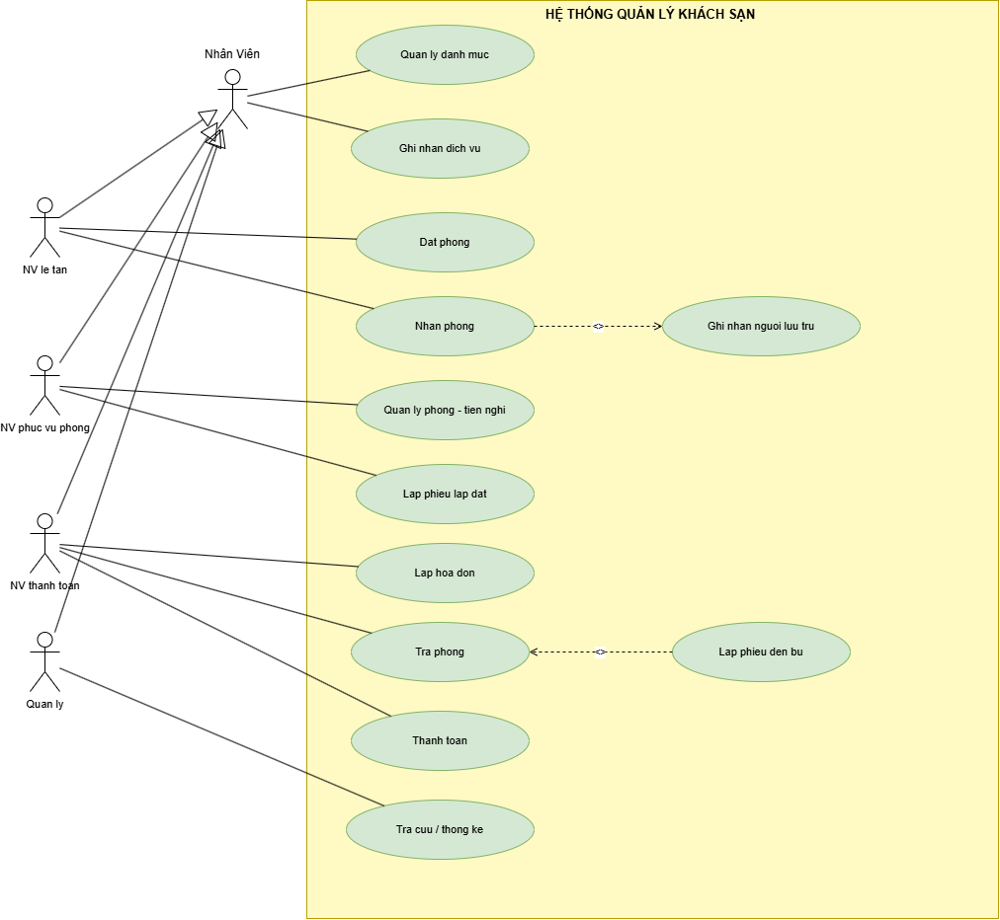 HỆ THỐNG QUẢN LÝ KHÁCH SẠN
Nhân Viên
Quan ly danh muc
Ghi nhan dich vu
NV le tan
Dat phong
Nhan phong
<>
Ghi nhan nguoi luu tru
NV phuc vu phong
Quan ly phong - tien nghi
Lap phieu lap dat
NV thanh toan
Lap hoa don
Tra phong
<>
Lap phieu den bu
Quan ly
Thanh toan
Tra cuu / thong ke